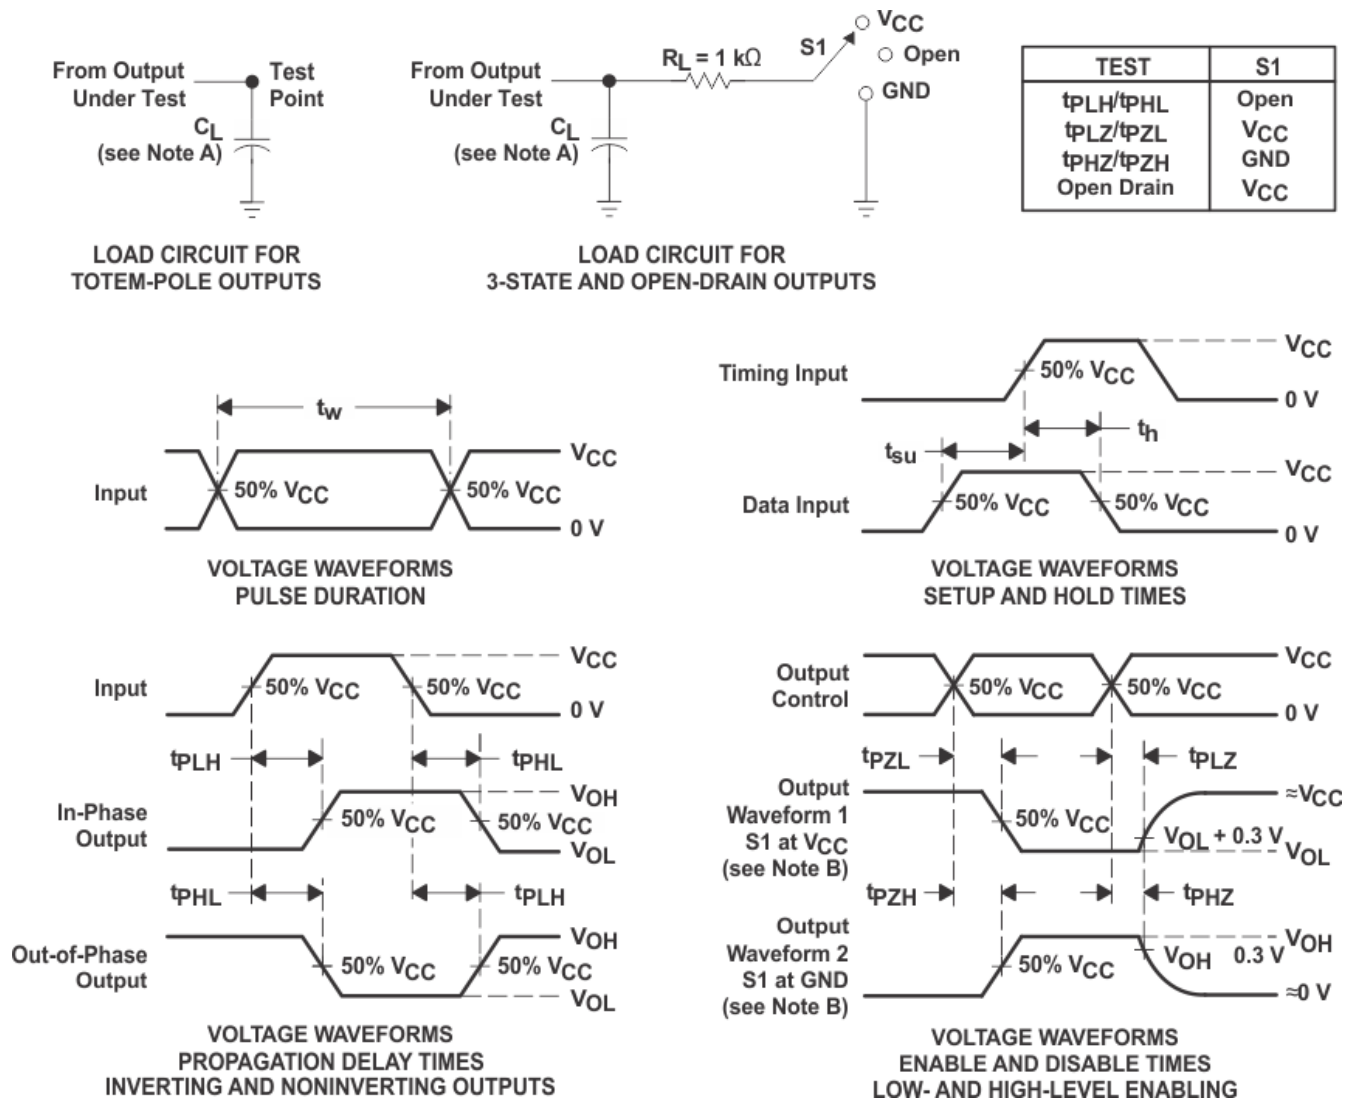 From Output
Under Test
Test
Point
CL
(see Note A)
LOAD CIRCUIT FOR
TOTEM-POLE OUTPUTS
From Output
Under Test
RL = 1 kΩ
S1
VCC
Open
GND
CL
(see Note A)
LOAD CIRCUIT FOR
3-STATE AND OPEN-DRAIN OUTPUTS
TEST S1
tPLH/tPHL Open
tPLZ/tPZL VCC
tPHZ/tPZH GND
Open Drain VCC
tw
Input
VCC
50% VCC
50% VCC
0 V
VOLTAGE WAVEFORMS
PULSE DURATION
Timing Input
VCC
50% VCC
0 V
tsu
th
Data Input
VCC
50% VCC
50% VCC
0 V
VOLTAGE WAVEFORMS
SETUP AND HOLD TIMES
Input
VCC
50% VCC
50% VCC
0 V
tPLH
tPHL
In-Phase
Output
VOH
50% VCC
50% VCC
VOL
tPHL
tPLH
Out-of-Phase
Output
VOH
50% VCC
50% VCC
VOL
VOLTAGE WAVEFORMS
PROPAGATION DELAY TIMES
INVERTING AND NONINVERTING OUTPUTS
Output
Control
VCC
50% VCC
50% VCC
0 V
tPZL
tPLZ
Output
Waveform 1
S1 at VCC
(see Note B)
≈VCC
50% VCC
VOL + 0.3 V
VOL
tPZH
tPHZ
Output
Waveform 2
S1 at GND
(see Note B)
VOH
50% VCC
VOH 0.3 V
≈0 V
VOLTAGE WAVEFORMS
ENABLE AND DISABLE TIMES
LOW- AND HIGH-LEVEL ENABLING